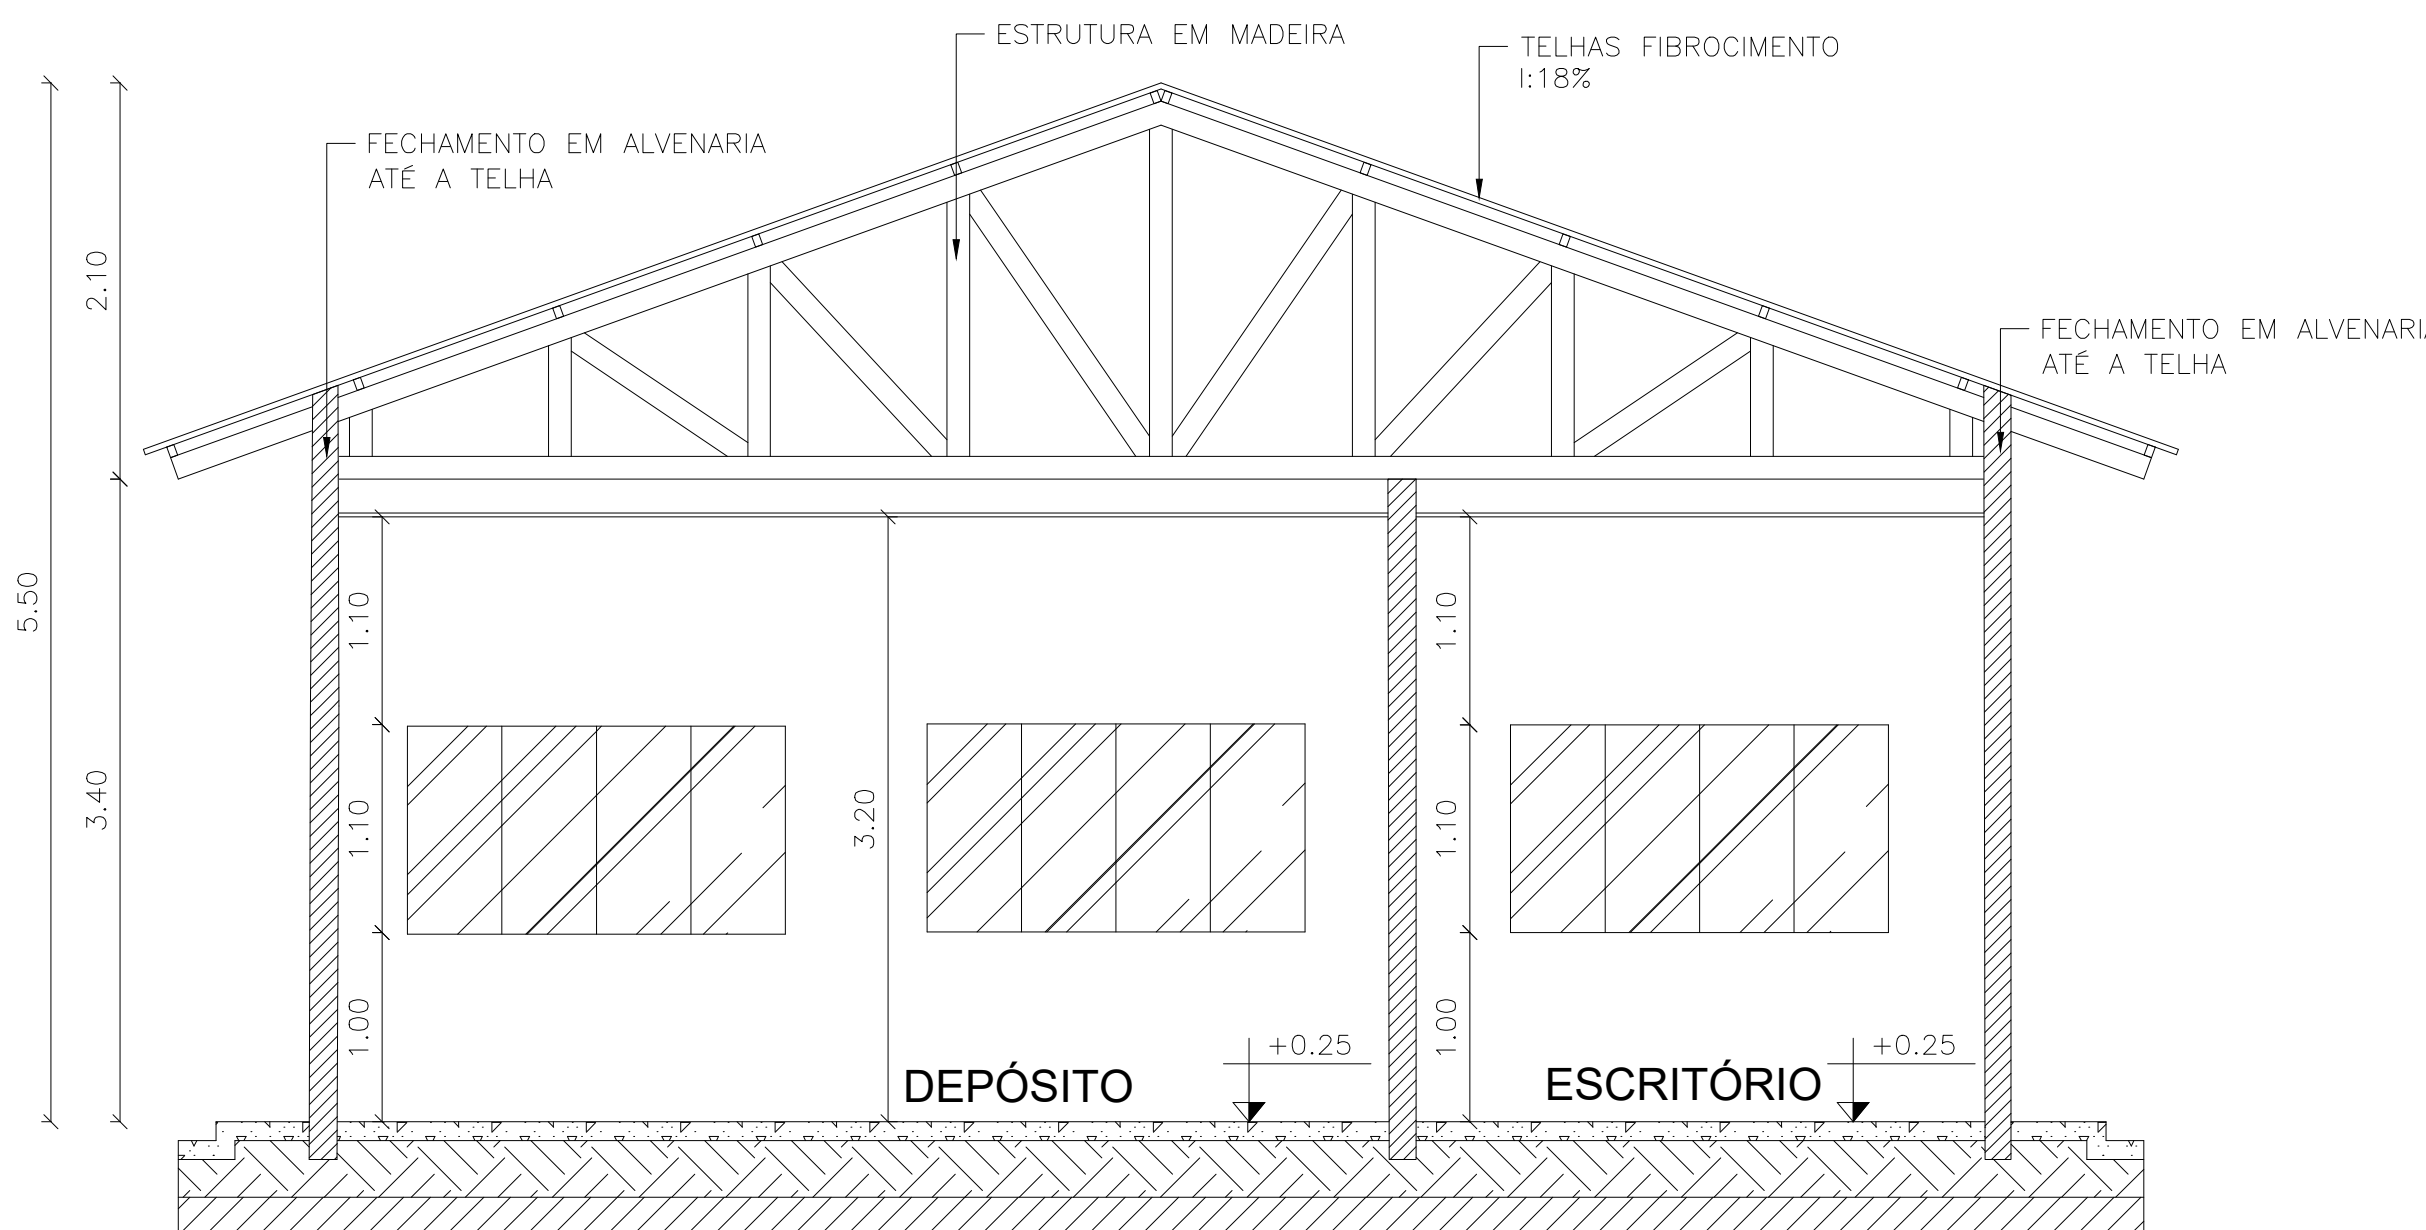 ESTRUTURA EM MADEIRA
TELHAS FIBROCIMENTO
I:18%
FECHAMENTO EM ALVENARIA
ATÉ A TELHA
2.10
FECHAMENTO EM ALVENARIA
ATÉ A TELHA
5.50
1.10
1.10
3.40
1.10
3.20
1.10
1.00
1.00
+0.25
+0.25
DEPÓSITO
ESCRITÓRIO